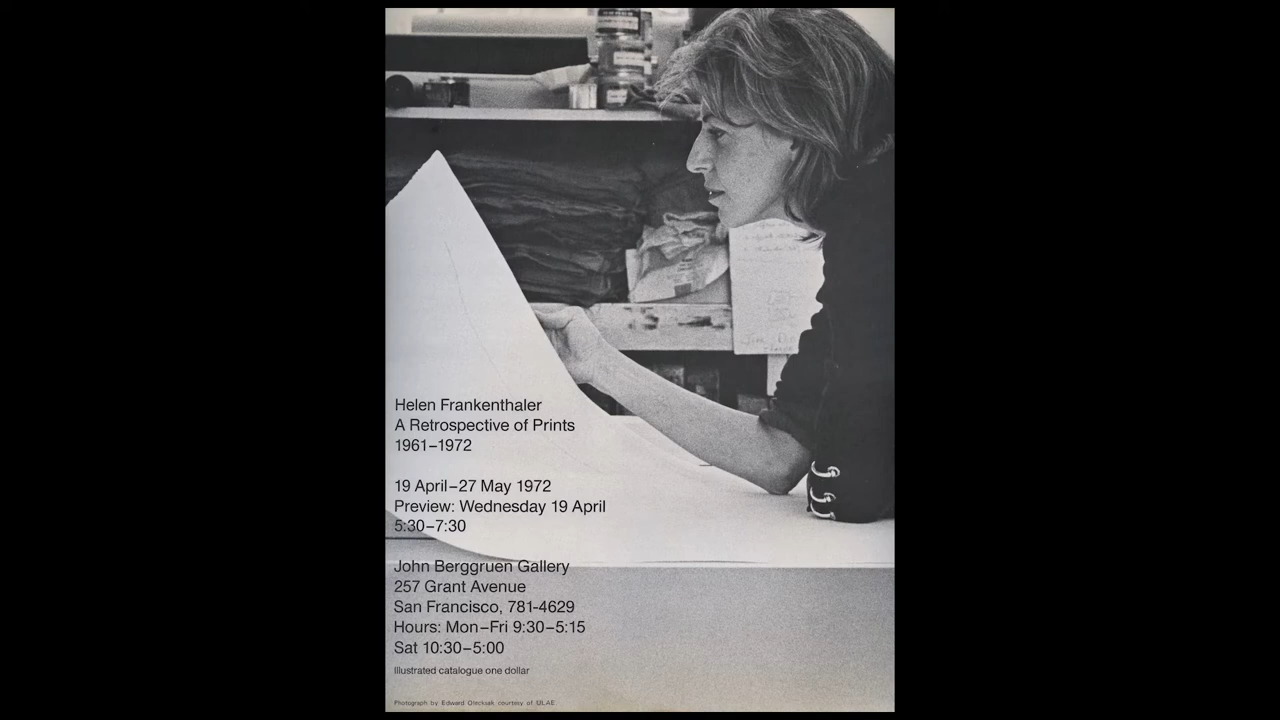 Helen Frankenthaler
A Retrospective of Prints
1961–1972
19 April–27 May 1972
Preview: Wednesday 19 April
5:30–7:30
John Berggruen Gallery
257 Grant Avenue
San Francisco, 781-4629
Hours: Mon–Fri 9:30–5:15
Sat 10:30–5:00
Illustrated catalogue one dollar
Photograph by Edward Olecksak courtesy of ULAE.